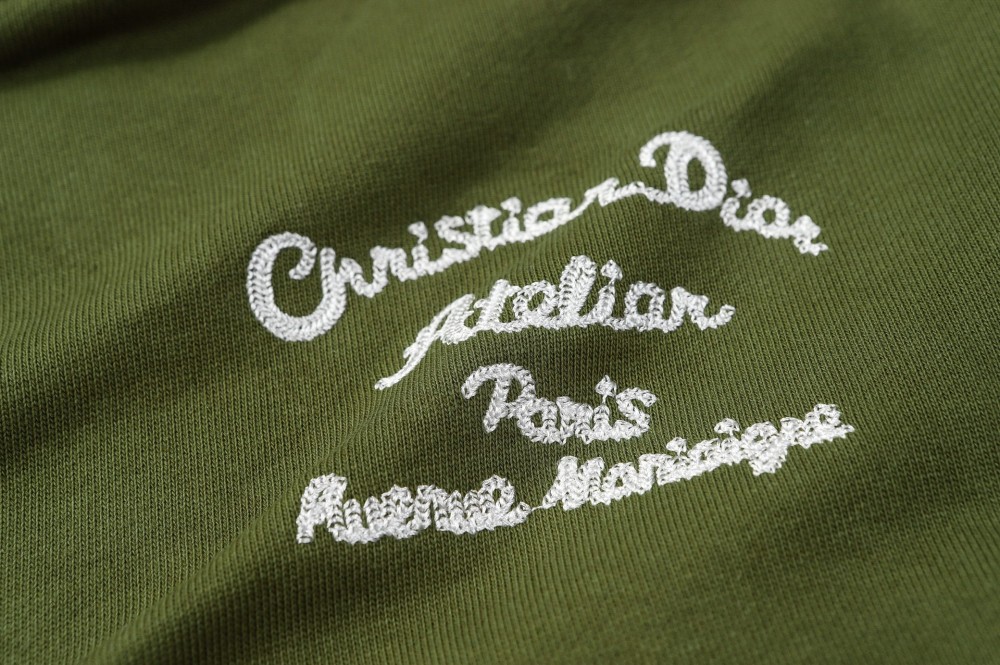 Christian Dior
Atelier
Paris
Avenue Montaigne